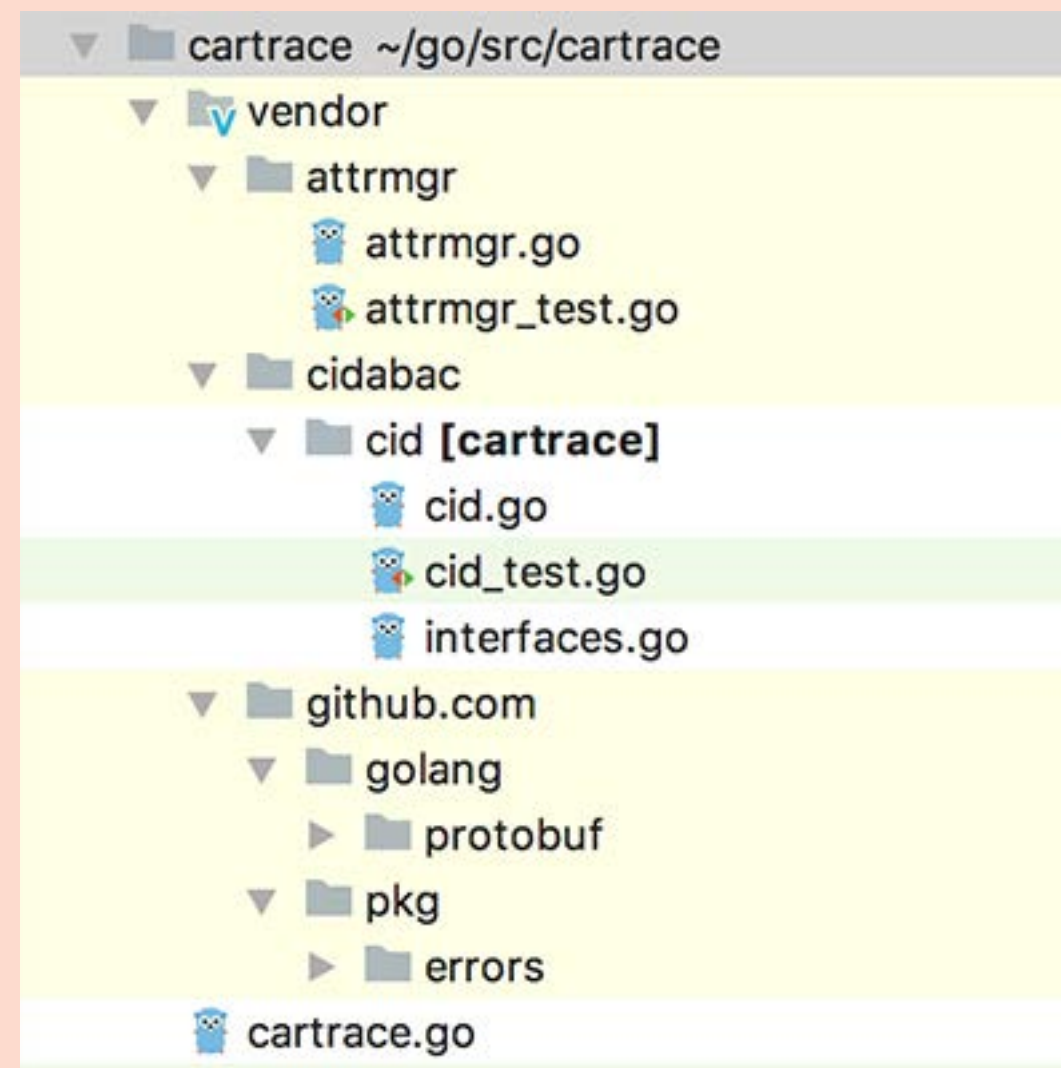 cartrace ~/go/src/cartrace
vendor
attrmgr
attrmgr.go
attrmgr_test.go
cidabac
cid [cartrace]
cid.go
cid_test.go
interfaces.go
github.com
golang
protobuf
pkg
errors
cartrace.go